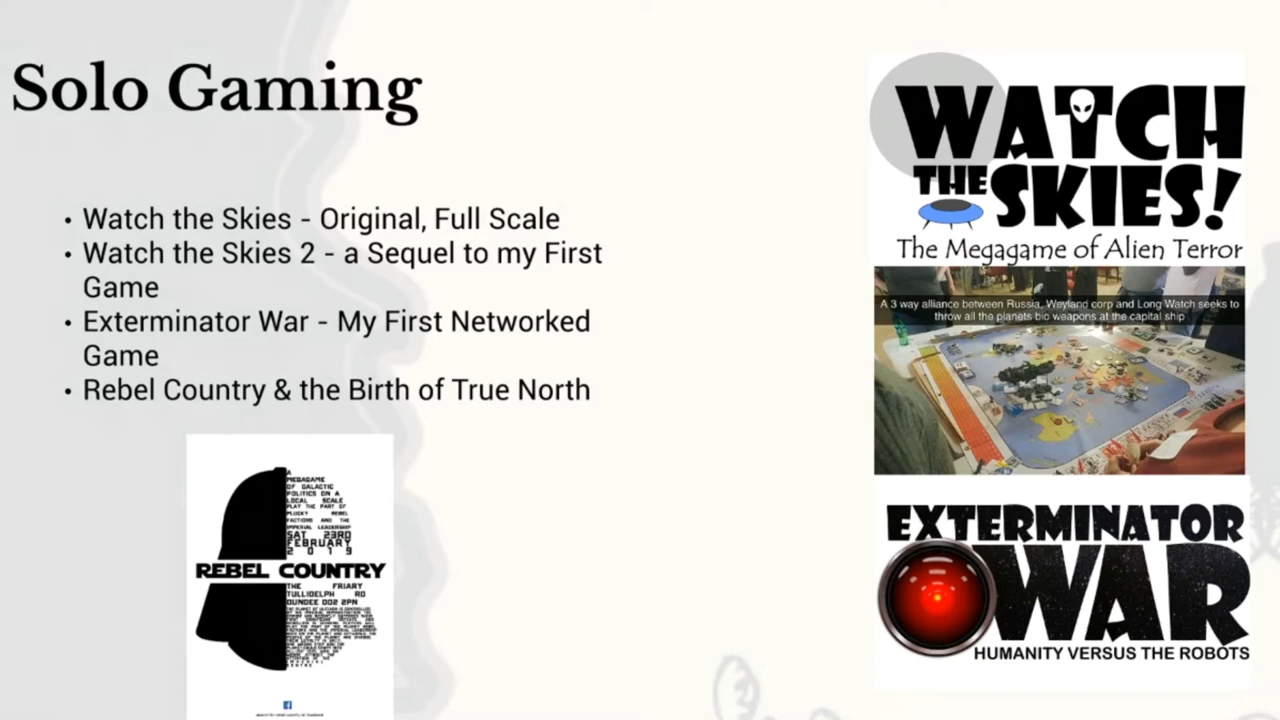 Solo Gaming
• Watch the Skies - Original, Full Scale
• Watch the Skies 2 - a Sequel to my First
Game
• Exterminator War - My First Networked
Game
• Rebel Country & the Birth of True North
A
MEGAGAME
OF GALACTIC
POLITICS ON A
LOCAL SCALE
PLAY THE PART OF
PLUCKY REBEL
FACTIONS AND THE
IMPERIAL LEADERSHIP
SAT 23RD
FEBRUARY
2019
REBEL COUNTRY
THE FRIARY
TULLIDELPH RD
DUNDEE DD2 2PN
WATCH
THE SKIES!
The Megagame of Alien Terror
A 3 way alliance between Russia, Weyland corp and Long Watch seeks to
throw all the planets bio weapons at the capital ship
EXTERMINATOR
WAR
HUMANITY VERSUS THE ROBOTS